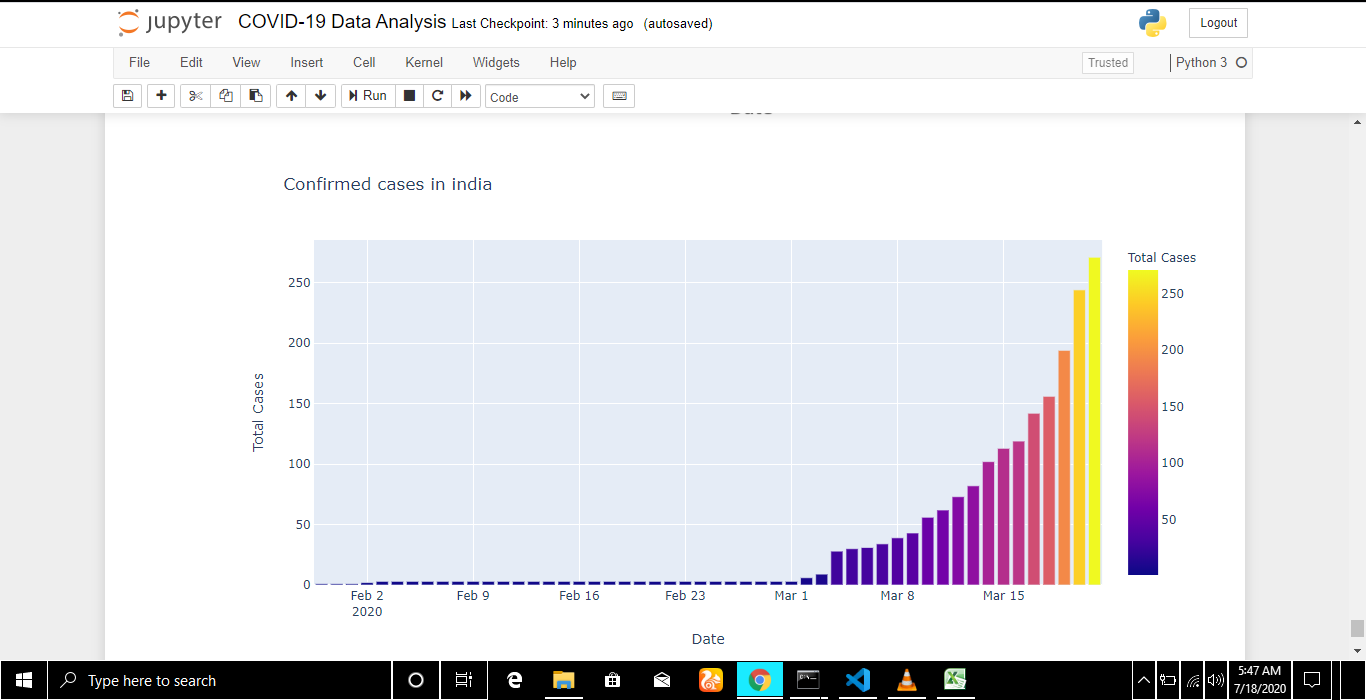 jupyter COVID-19 Data Analysis Last Checkpoint: 3 minutes ago (autosaved) Logout
File Edit View Insert Cell Kernel Widgets Help Trusted Python 3
Run Code
Confirmed cases in india
Total Cases
250
200
150
100
50
0
Total Cases
250
200
150
100
50
Feb 2 Feb 9 Feb 16 Feb 23 Mar 1 Mar 8 Mar 15
2020
Date
Type here to search
5:47 AM
7/18/2020